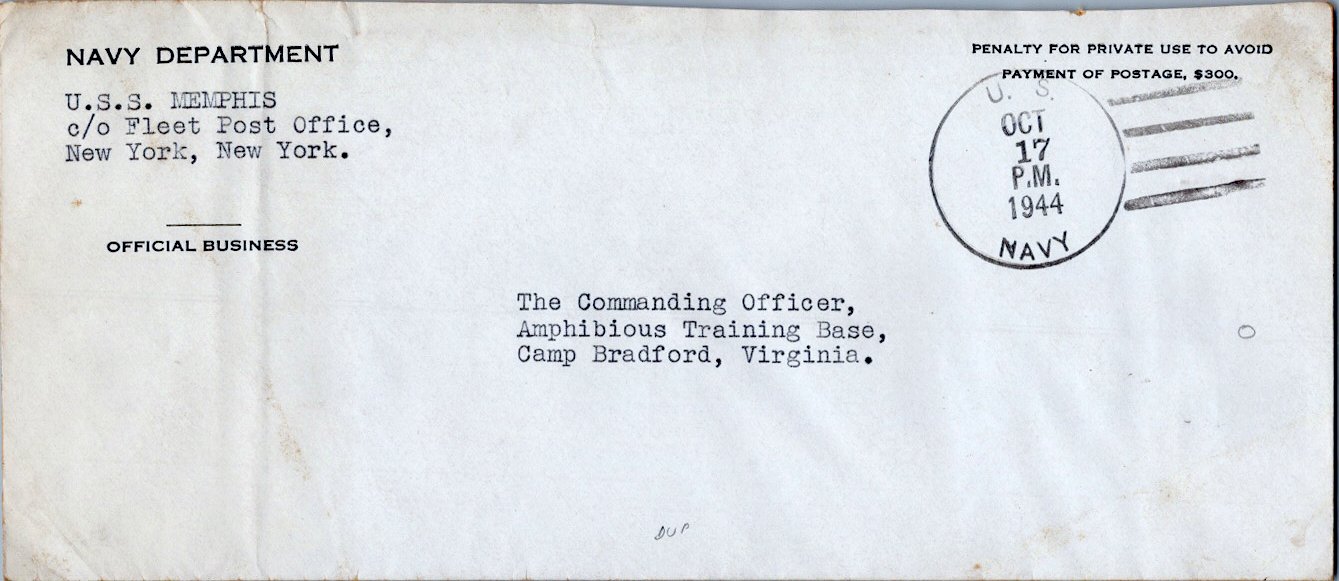 NAVY DEPARTMENT
U.S.S. MEMPHIS
c/o Fleet Post Office,
New York, New York.
OFFICIAL BUSINESS
PENALTY FOR PRIVATE USE TO AVOID
PAYMENT OF POSTAGE, $300.
U. S.
OCT
17
P.M.
1944
NAVY
The Commanding Officer,
Amphibious Training Base,
Camp Bradford, Virginia.
DUP